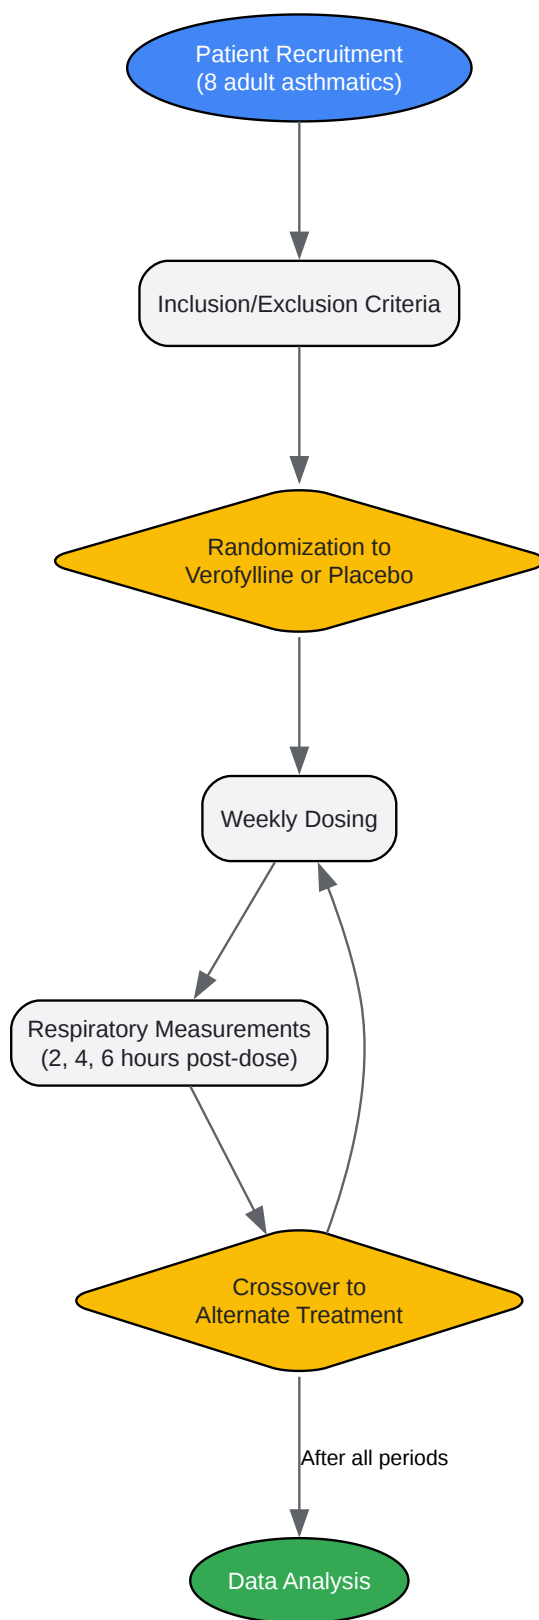 Patient Recruitment
(8 adult asthmatics)
Inclusion/Exclusion Criteria
Randomization to
Verofylline or Placebo
Weekly Dosing
Respiratory Measurements
(2, 4, 6 hours post-dose)
Crossover to
Alternate Treatment
After all periods
Data Analysis